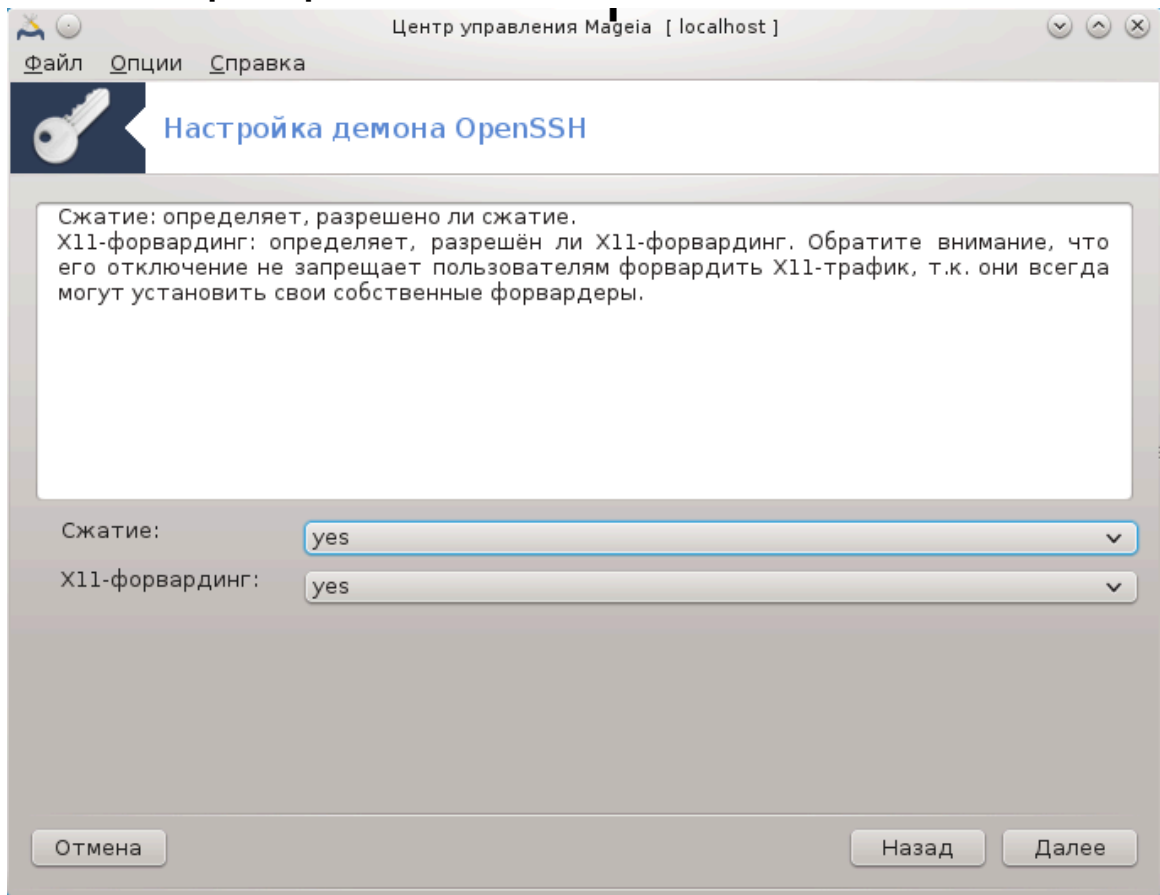 Центр управления Mageia [ localhost ]
Файл Опции Справка
Настройка демона OpenSSH
Сжатие: определяет, разрешено ли сжатие.
X11-форвардинг: определяет, разрешён ли X11-форвардинг. Обратите внимание, что
его отключение не запрещает пользователям форвардить X11-трафик, т.к. они всегда
могут установить свои собственные форвардеры.
Сжатие: yes
X11-форвардинг: yes
Отмена Назад Далее